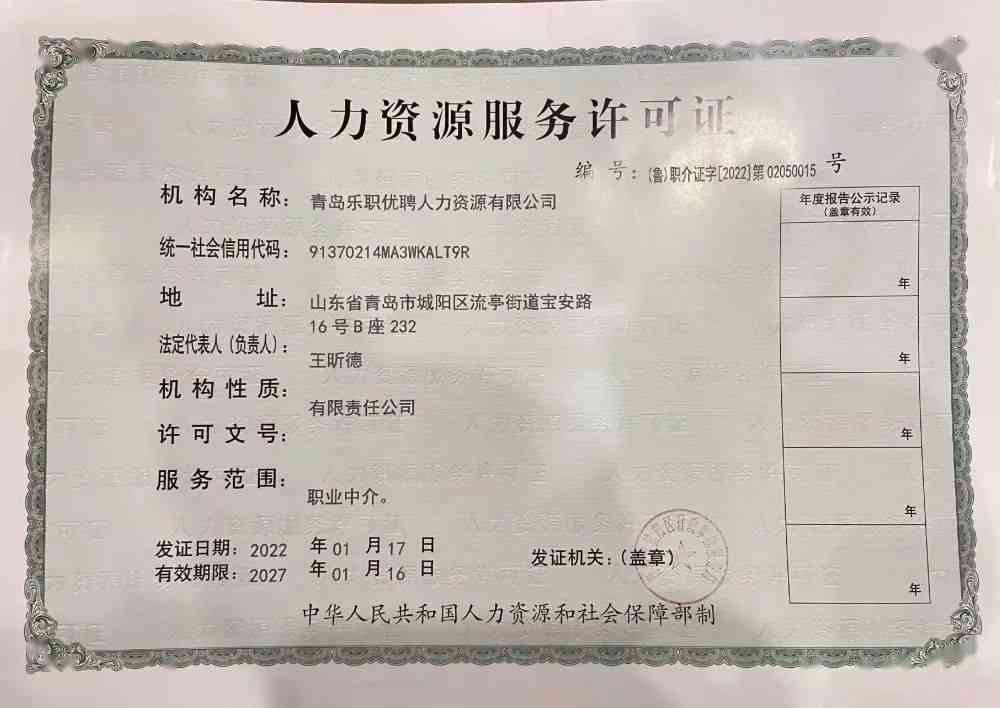 人力资源服务许可证
编 号：(鲁)职介证字[2022]第02050015 号
机构名称：青岛乐职优聘人力资源有限公司
统一社会信用代码：91370214MA3WKALT9R
地 址：山东省青岛市城阳区流亭街道宝安路
16号B座232
法定代表人（负责人）：王昕德
机构性质：有限责任公司
许可文号：
服务范围：职业中介。
发证日期：2022 年 01 月 17 日
有效期限：2027 年 01 月 16 日
发证机关：（盖章）
中华人民共和国人力资源和社会保障部制
年度报告公示记录
（盖章有效）
年
年
年
年
年